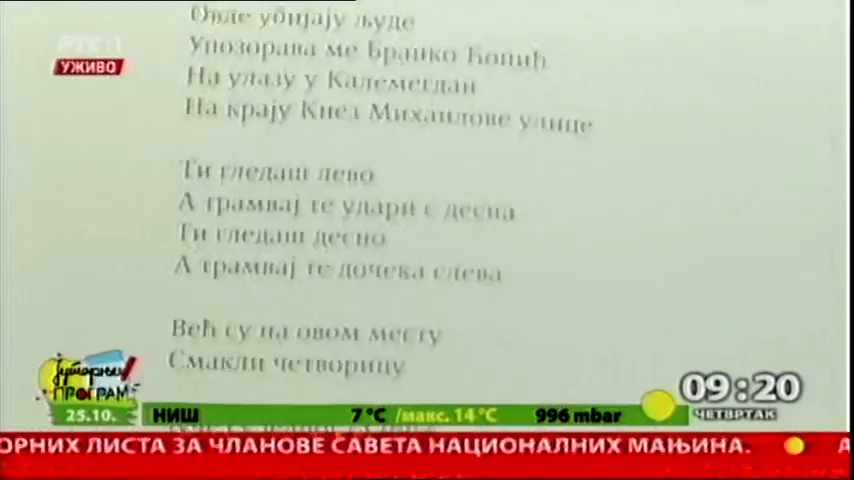 Овде убијају људе
Упозорава ме Бранко Ћопић
На улазу у Калемегдан
На крају Кнез Михаилове улице
Ти гледаш лево
А трамвај те удари с десна
Ти гледаш десно
А трамвај те дочека слева
Већ су на овом месту
Смакли четворицу
УЖИВО
јутарњи
ПРОГРАМ
25.10.
НИШ 7°C /макс. 14°C 996 mbar
09:20
ЧЕТВРТАК
ОРНИХ ЛИСТА ЗА ЧЛАНОВЕ САВЕТА НАЦИОНАЛНИХ МАЊИНА.